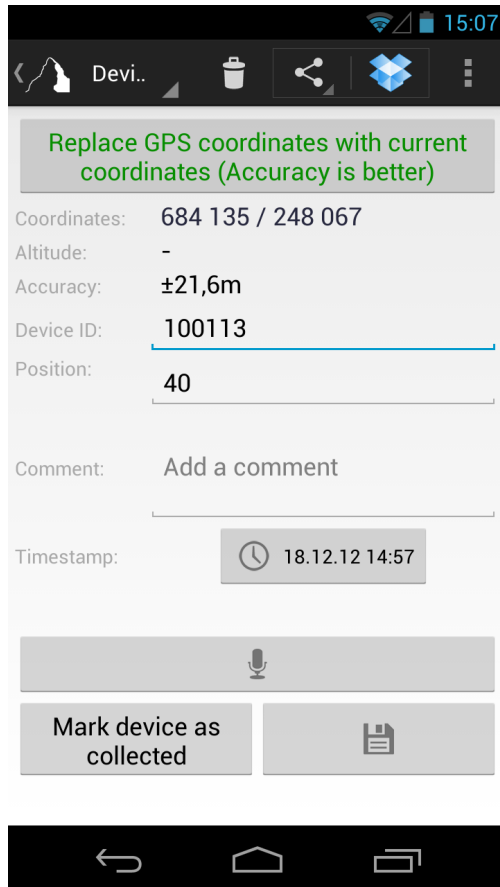 15:07
Devi..
Replace GPS coordinates with current
coordinates (Accuracy is better)
Coordinates: 684 135 / 248 067
Altitude: -
Accuracy: ±21,6m
Device ID: 100113
Position: 40
Comment: Add a comment
Timestamp: 18.12.12 14:57
Mark device as
collected